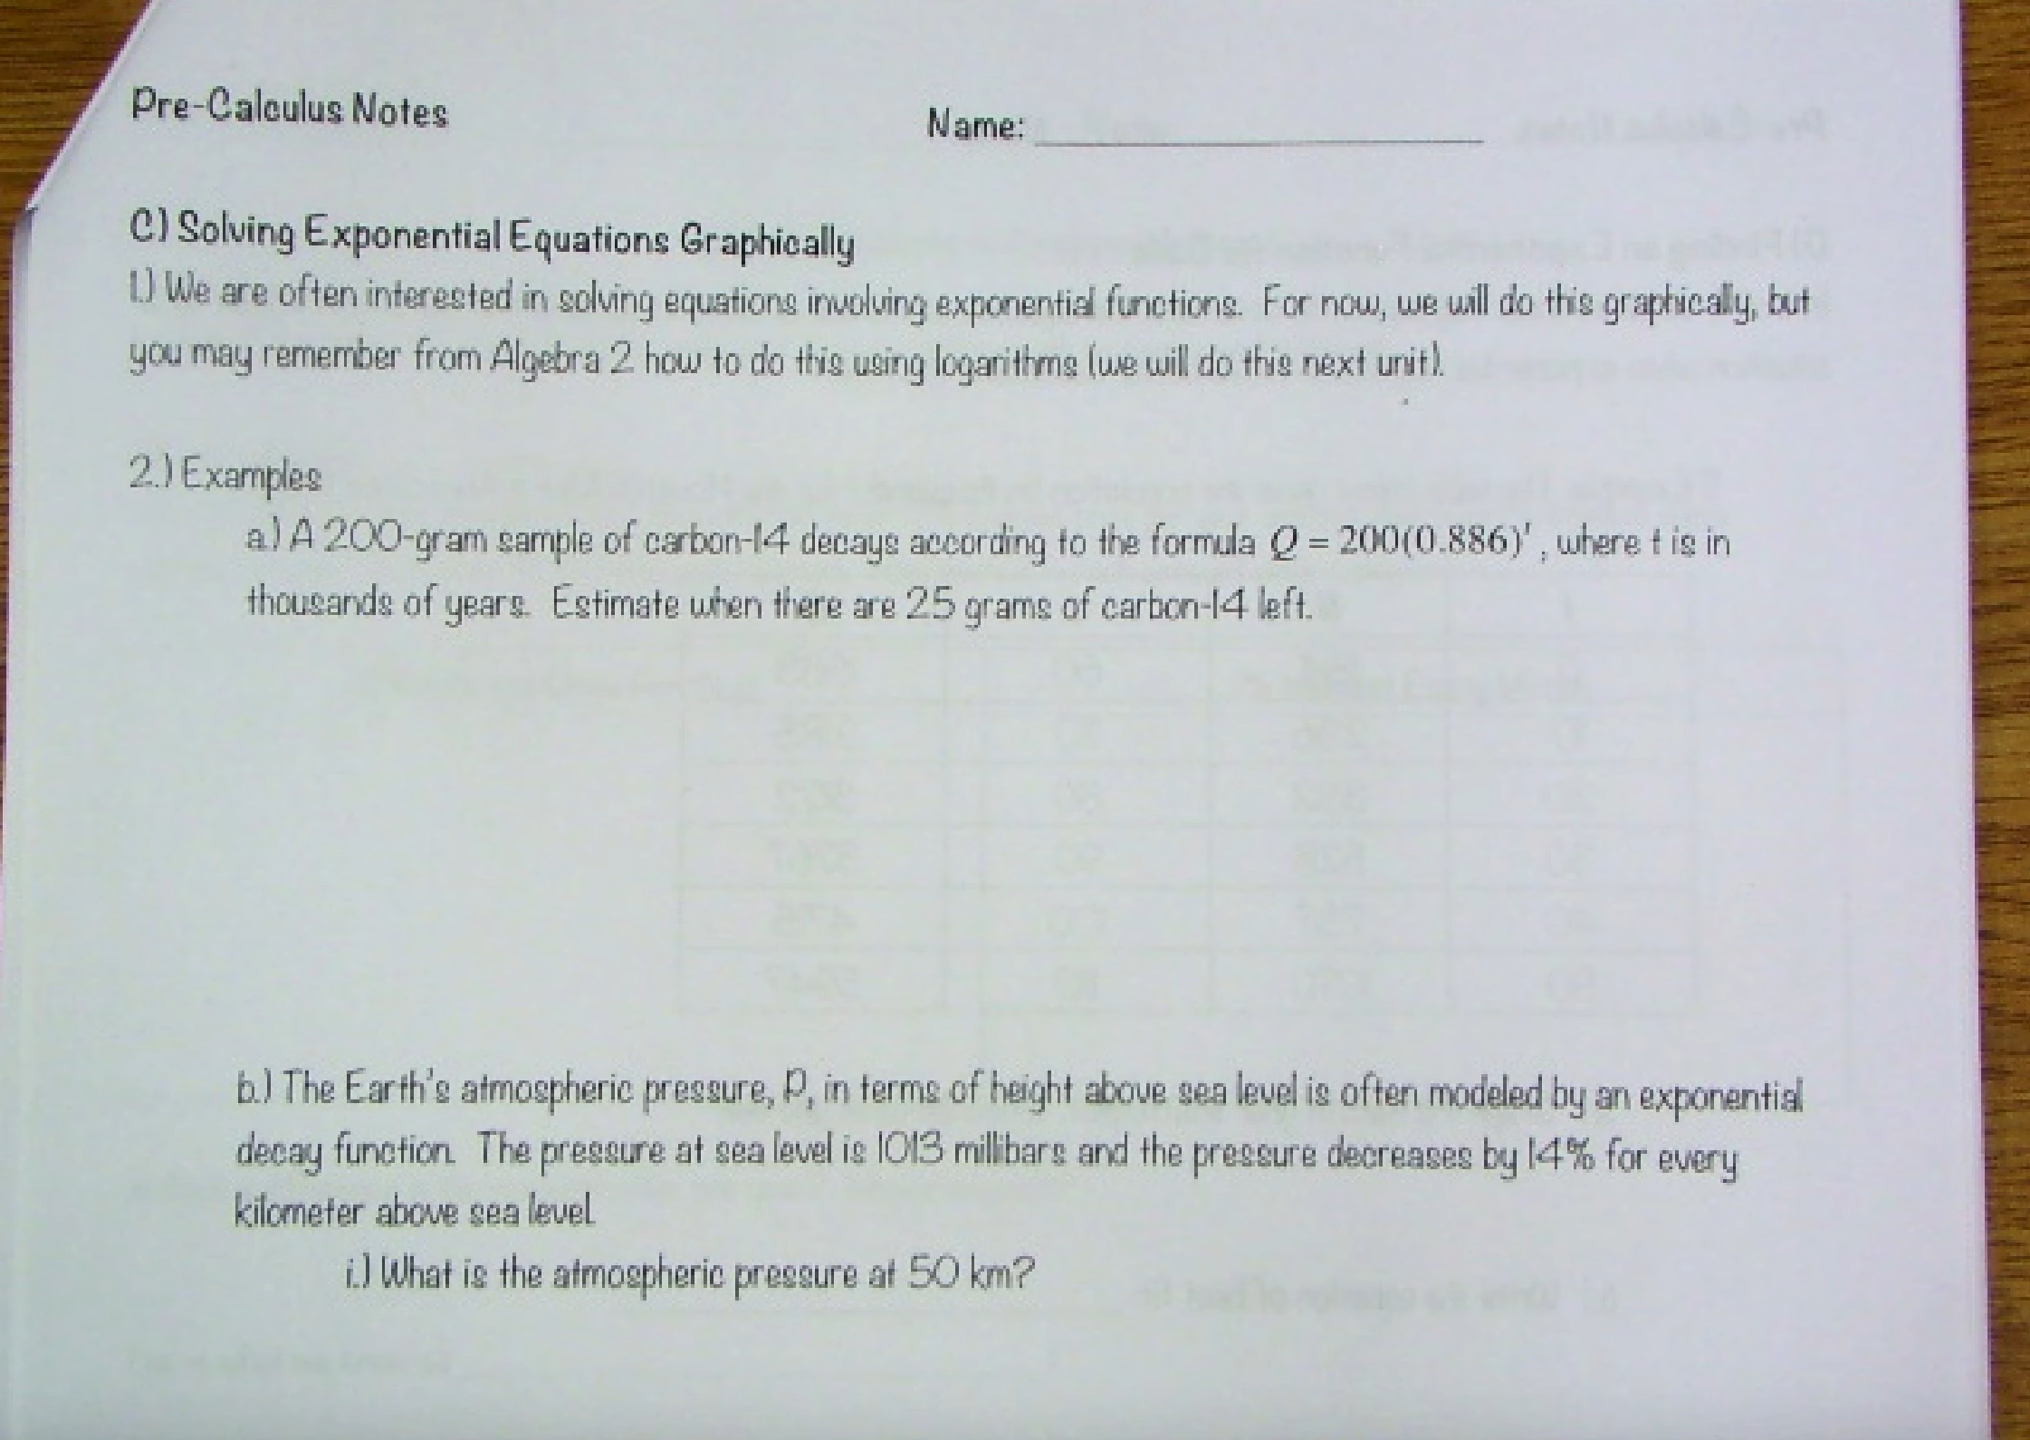 Pre-Calculus Notes
Name:
C) Solving Exponential Equations Graphically
1.) We are often interested in solving equations involving exponential functions. For now, we will do this graphically, but
you may remember from Algebra 2 how to do this using logarithms (we will do this next unit).
2.) Examples
a.) A 200-gram sample of carbon-14 decays according to the formula Q = 200(0.886)^t, where t is in
thousands of years. Estimate when there are 25 grams of carbon-14 left.
b.) The Earth's atmospheric pressure, P, in terms of height above sea level is often modeled by an exponential
decay function. The pressure at sea level is 1013 millibars and the pressure decreases by 14% for every
kilometer above sea level.
i.) What is the atmospheric pressure at 50 km?